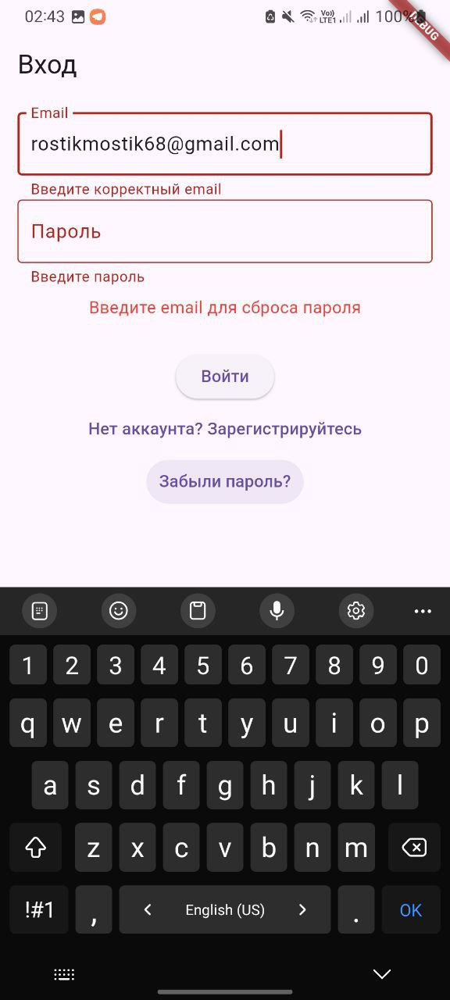 02:43 Vo)) LTE1 100%
DEBUG
Вход
Email
rostikmostik68@gmail.com
Введите корректный email
Пароль
Введите пароль
Введите email для сброса пароля
Войти
Нет аккаунта? Зарегистрируйтесь
Забыли пароль?
1 2 3 4 5 6 7 8 9 0
q w e r t y u i o p
a s d f g h j k l
z x c v b n m
!#1 , < English (US) > . OK